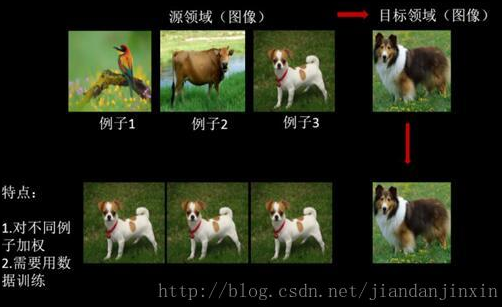 源领域（图像）
目标领域（图像）
例子1
例子2
例子3
特点：
1.对不同例
子加权
2.需要用数
据训练
http://blog.csdn.net/jiandanjinxin